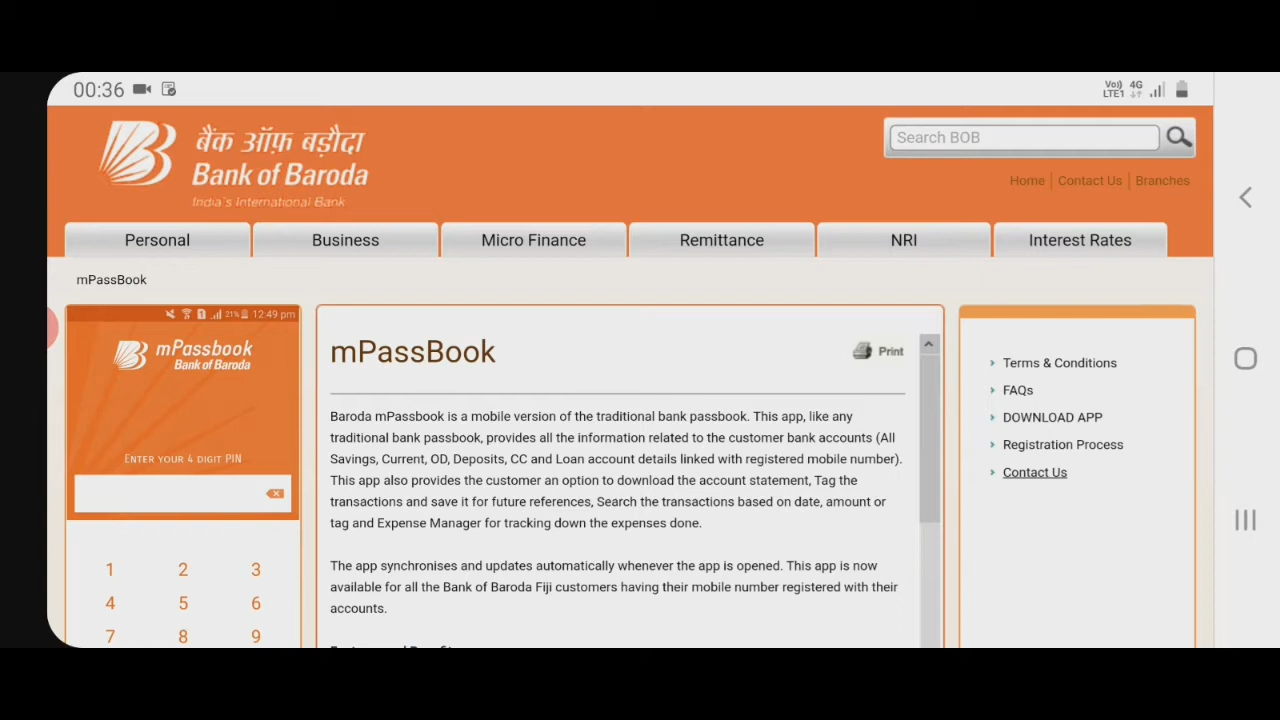 00:36
Vo) 4G
LTE1
बैंक ऑफ़ बड़ौदा
Bank of Baroda
India's International Bank
Search BOB
Home Contact Us Branches
Personal Business Micro Finance Remittance NRI Interest Rates
mPassBook
21% 12:49 pm
mPassbook
Bank of Baroda
ENTER YOUR 4 DIGIT PIN
1 2 3
4 5 6
7 8 9
mPassBook
Print
Baroda mPassbook is a mobile version of the traditional bank passbook. This app, like any
traditional bank passbook, provides all the information related to the customer bank accounts (All
Savings, Current, OD, Deposits, CC and Loan account details linked with registered mobile number).
This app also provides the customer an option to download the account statement, Tag the
transactions and save it for future references, Search the transactions based on date, amount or
tag and Expense Manager for tracking down the expenses done.
The app synchronises and updates automatically whenever the app is opened. This app is now
available for all the Bank of Baroda Fiji customers having their mobile number registered with their
accounts.
Terms & Conditions
FAQs
DOWNLOAD APP
Registration Process
Contact Us